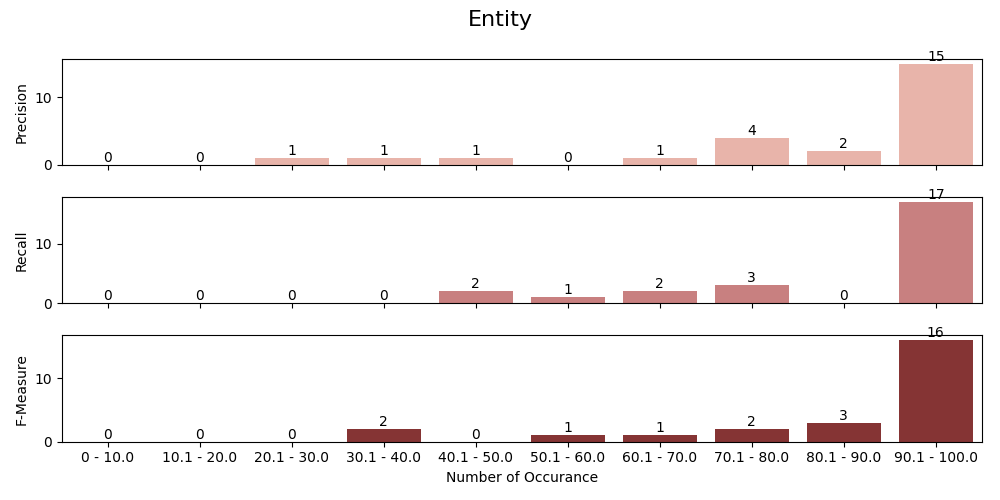 Entity
Precision
10
0
0 0 1 1 1 0 1 4 2 15
Recall
10
0
0 0 0 0 2 1 2 3 0 17
F-Measure
10
0
0 0 0 2 0 1 1 2 3 16
0 - 10.0 10.1 - 20.0 20.1 - 30.0 30.1 - 40.0 40.1 - 50.0 50.1 - 60.0 60.1 - 70.0 70.1 - 80.0 80.1 - 90.0 90.1 - 100.0
Number of Occurance